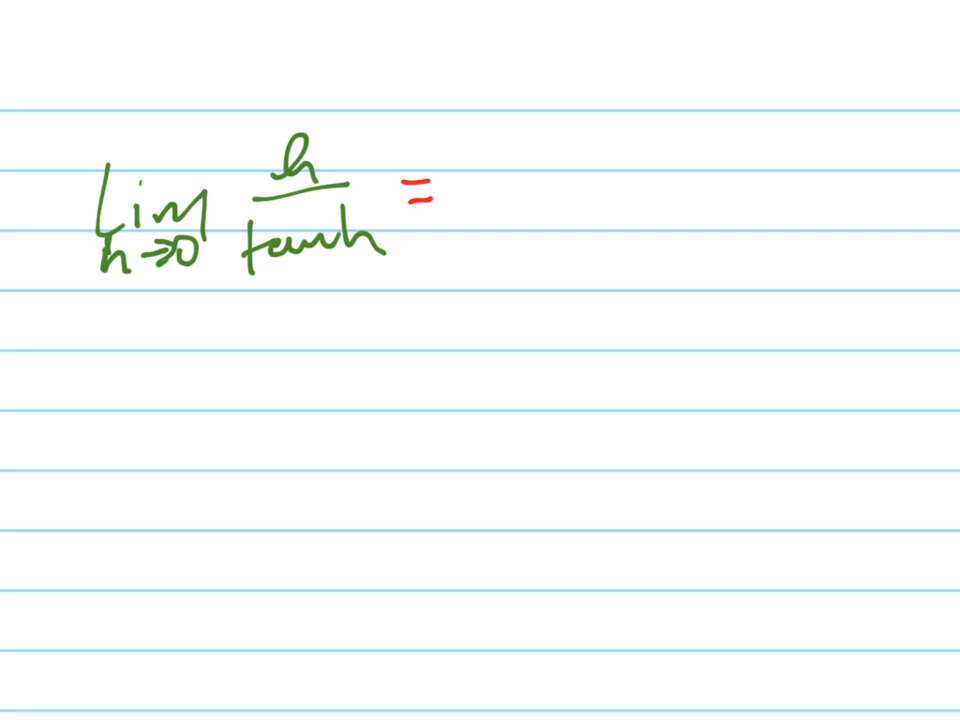 lim h→0 h/tanh =